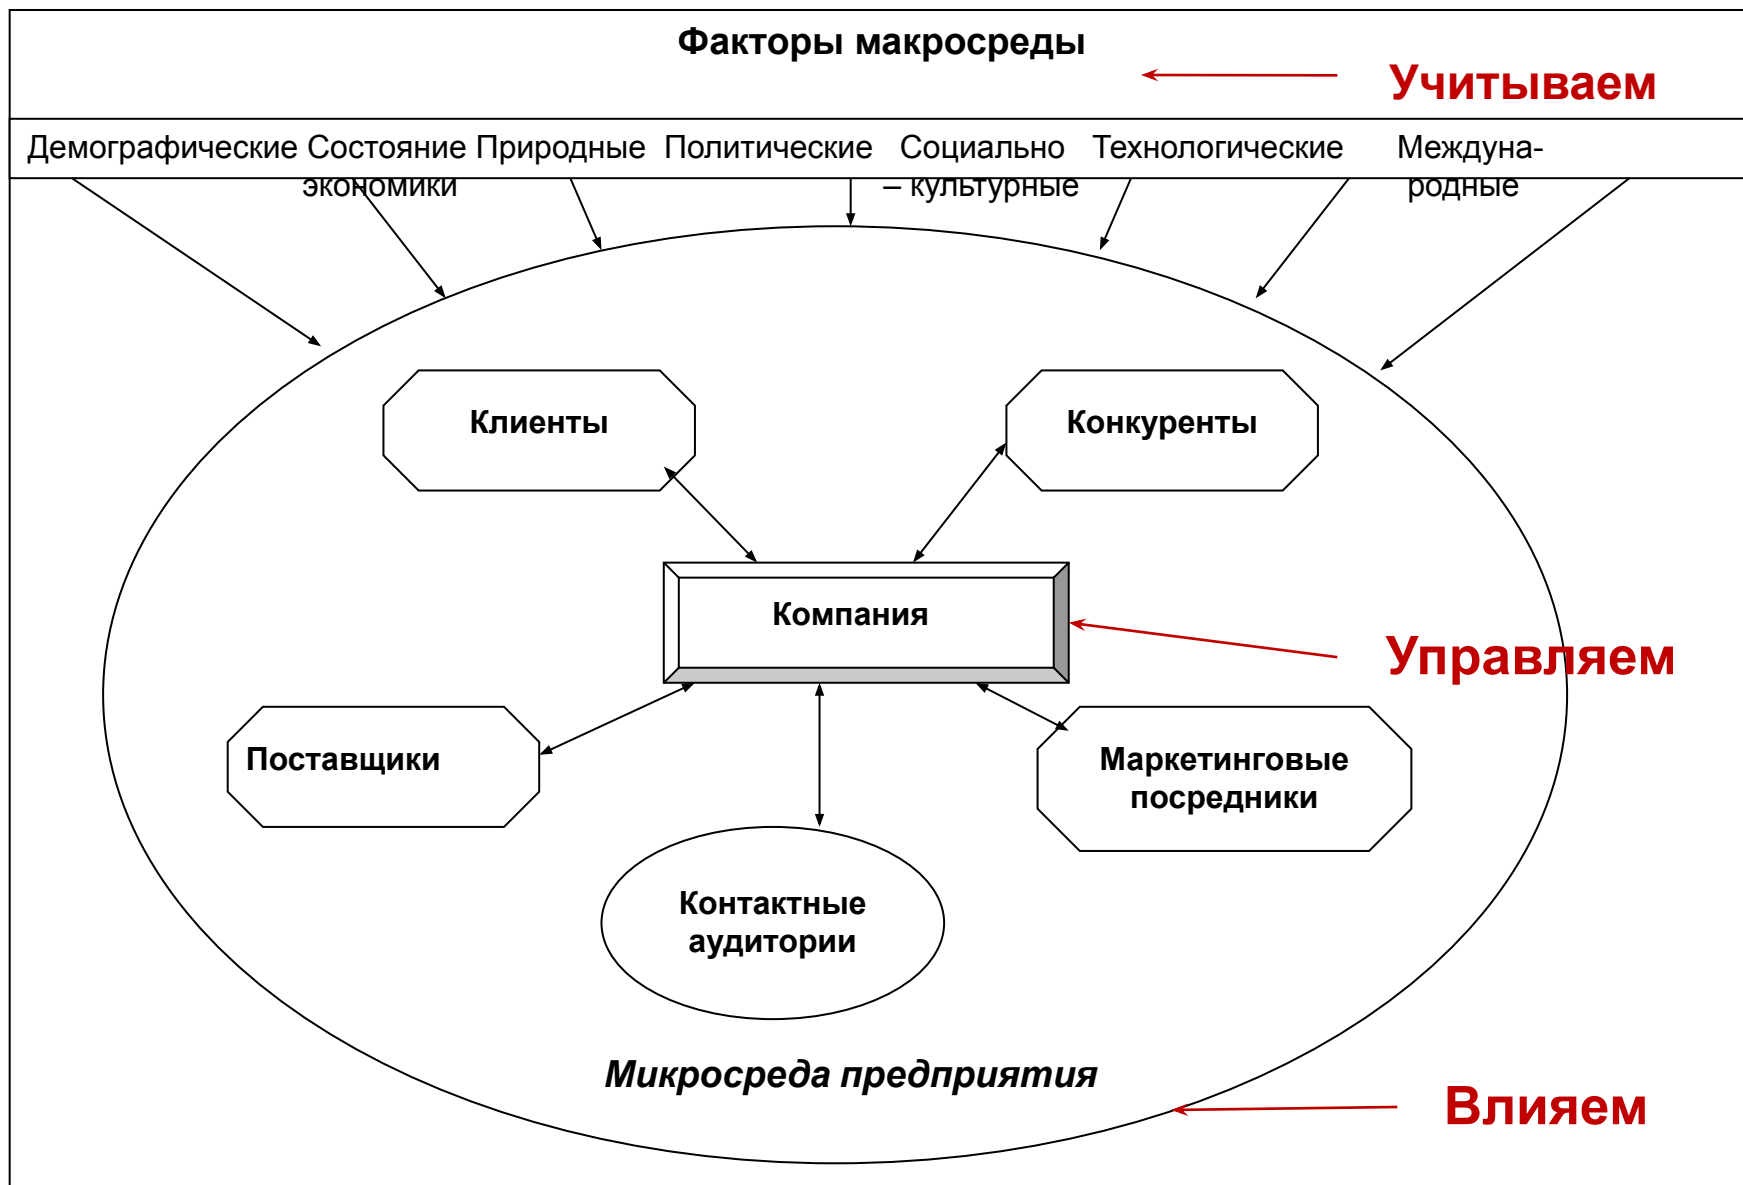 Факторы макросреды
Учитываем
Демографические Состояние Природные Политические Социально Технологические Междуна-
экономики – культурные родные
Клиенты
Конкуренты
Компания
Управляем
Поставщики
Маркетинговые
посредники
Контактные
аудитории
Микросреда предприятия
Влияем